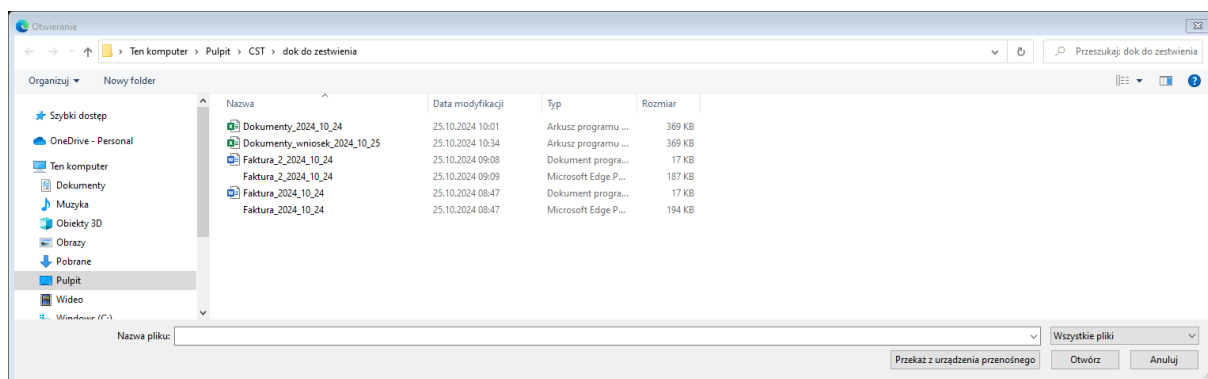 Otwieranie
Ten komputer > Pulpit > CST > dok do zestwienia
Przeszukaj: dok do zestwienia
Organizuj Nowy folder
Szybki dostęp
OneDrive - Personal
Ten komputer
Dokumenty
Muzyka
Obiekty 3D
Obrazy
Pobrane
Pulpit
Wideo
Windows (C:)
Nazwa Data modyfikacji Typ Rozmiar
Dokumenty_2024_10_24 25.10.2024 10:01 Arkusz programu ... 369 KB
Dokumenty_wniosek_2024_10_25 25.10.2024 10:34 Arkusz programu ... 369 KB
Faktura_2_2024_10_24 25.10.2024 09:08 Dokument progra... 17 KB
Faktura_2_2024_10_24 25.10.2024 09:09 Microsoft Edge P... 187 KB
Faktura_2024_10_24 25.10.2024 08:47 Dokument progra... 17 KB
Faktura_2024_10_24 25.10.2024 08:47 Microsoft Edge P... 194 KB
Nazwa pliku: Wszystkie pliki
Przekaż z urządzenia przenośnego Otwórz Anuluj